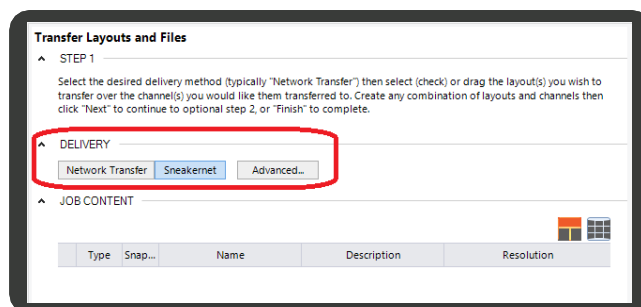 Transfer Layouts and Files
STEP 1
Select the desired delivery method (typically "Network Transfer") then select (check) or drag the layout(s) you wish to
transfer over the channel(s) you would like them transferred to. Create any combination of layouts and channels then
click "Next" to continue to optional step 2, or "Finish" to complete.
DELIVERY
Network Transfer Sneakernet Advanced...
JOB CONTENT
Type Snap... Name Description Resolution